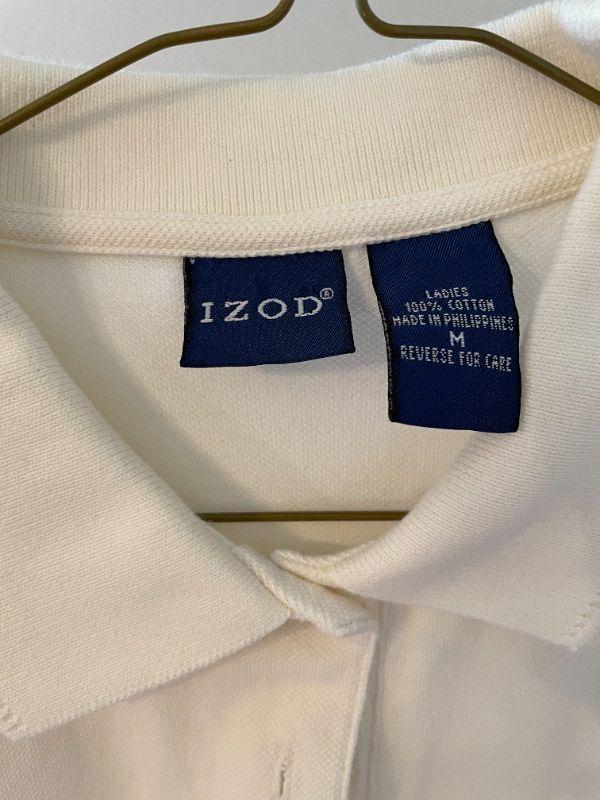 IZOD®
LADIES
100% COTTON
MADE IN PHILIPPINES
M
REVERSE FOR CARE